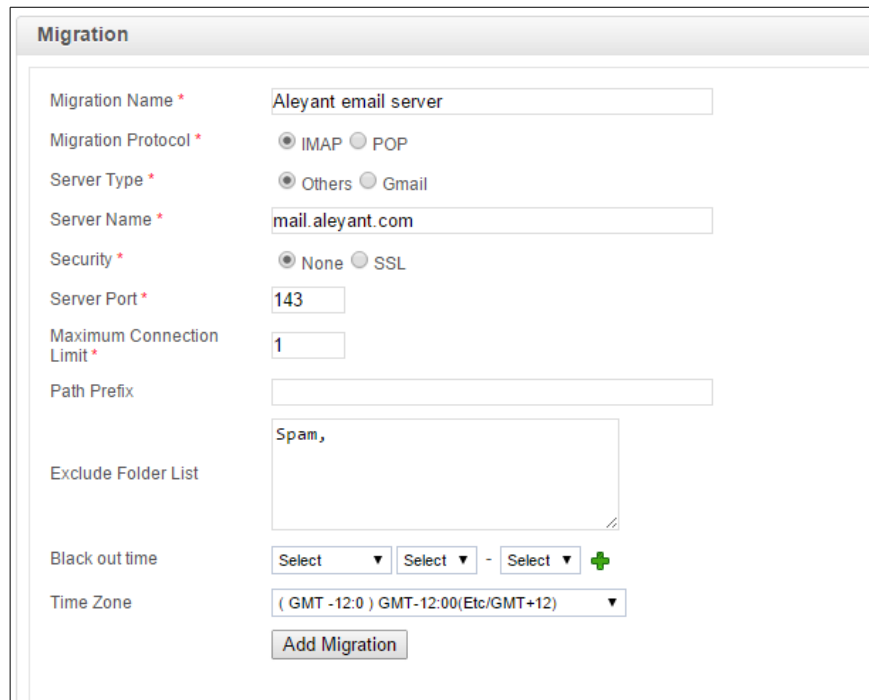 Migration
Migration Name * Aleyant email server
Migration Protocol * IMAP POP
Server Type * Others Gmail
Server Name * mail.aleyant.com
Security * None SSL
Server Port * 143
Maximum Connection
Limit * 1
Path Prefix
Exclude Folder List Spam,
Black out time Select Select - Select
Time Zone ( GMT -12:0 ) GMT-12:00(Etc/GMT+12)
Add Migration